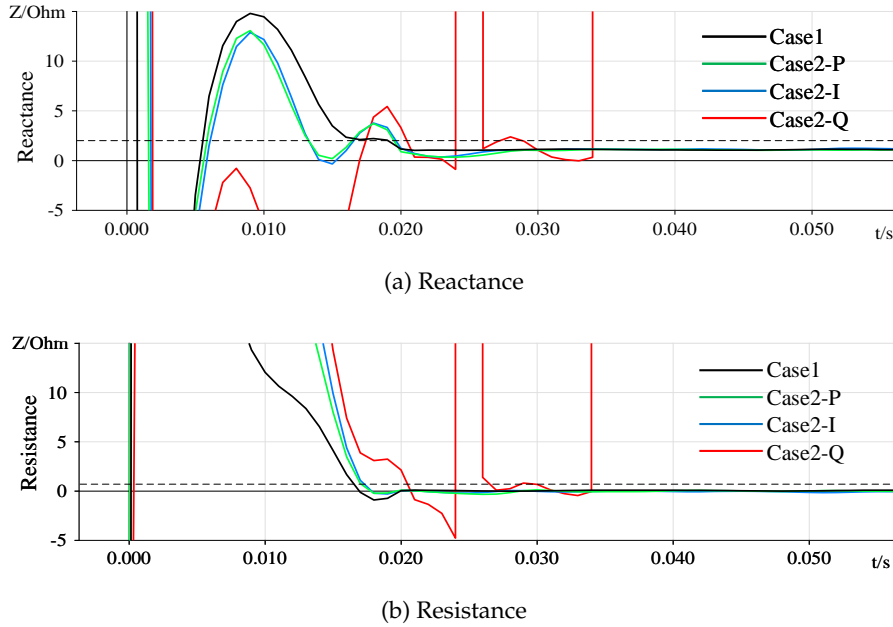 Z/Ohm
10
5
0
-5
Reactance
0.000
0.010
0.020
0.030
0.040
0.050
t/s
Case1
Case2-P
Case2-I
Case2-Q
(a) Reactance
Z/Ohm
10
5
0
-5
Resistance
0.000
0.010
0.020
0.030
0.040
0.050
t/s
Case1
Case2-P
Case2-I
Case2-Q
(b) Resistance